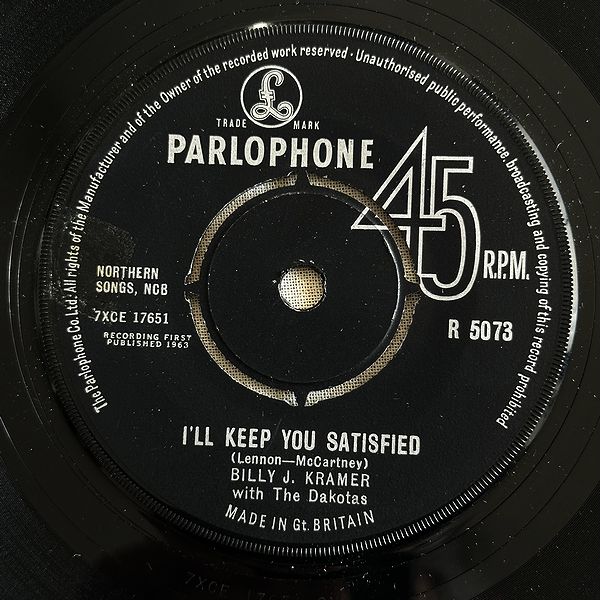 The Parlophone Co. Ltd. All rights of the Manufacturer and of the Owner of the recorded work reserved · Unauthorised public performance, broadcasting and copying of this record prohibited
£
TRADE MARK
PARLOPHONE
45 R.P.M.
NORTHERN
SONGS, NCB
7XCE 17651
RECORDING FIRST
PUBLISHED 1963
R 5073
I'LL KEEP YOU SATISFIED
(Lennon—McCartney)
BILLY J. KRAMER
with The Dakotas
MADE IN Gt. BRITAIN